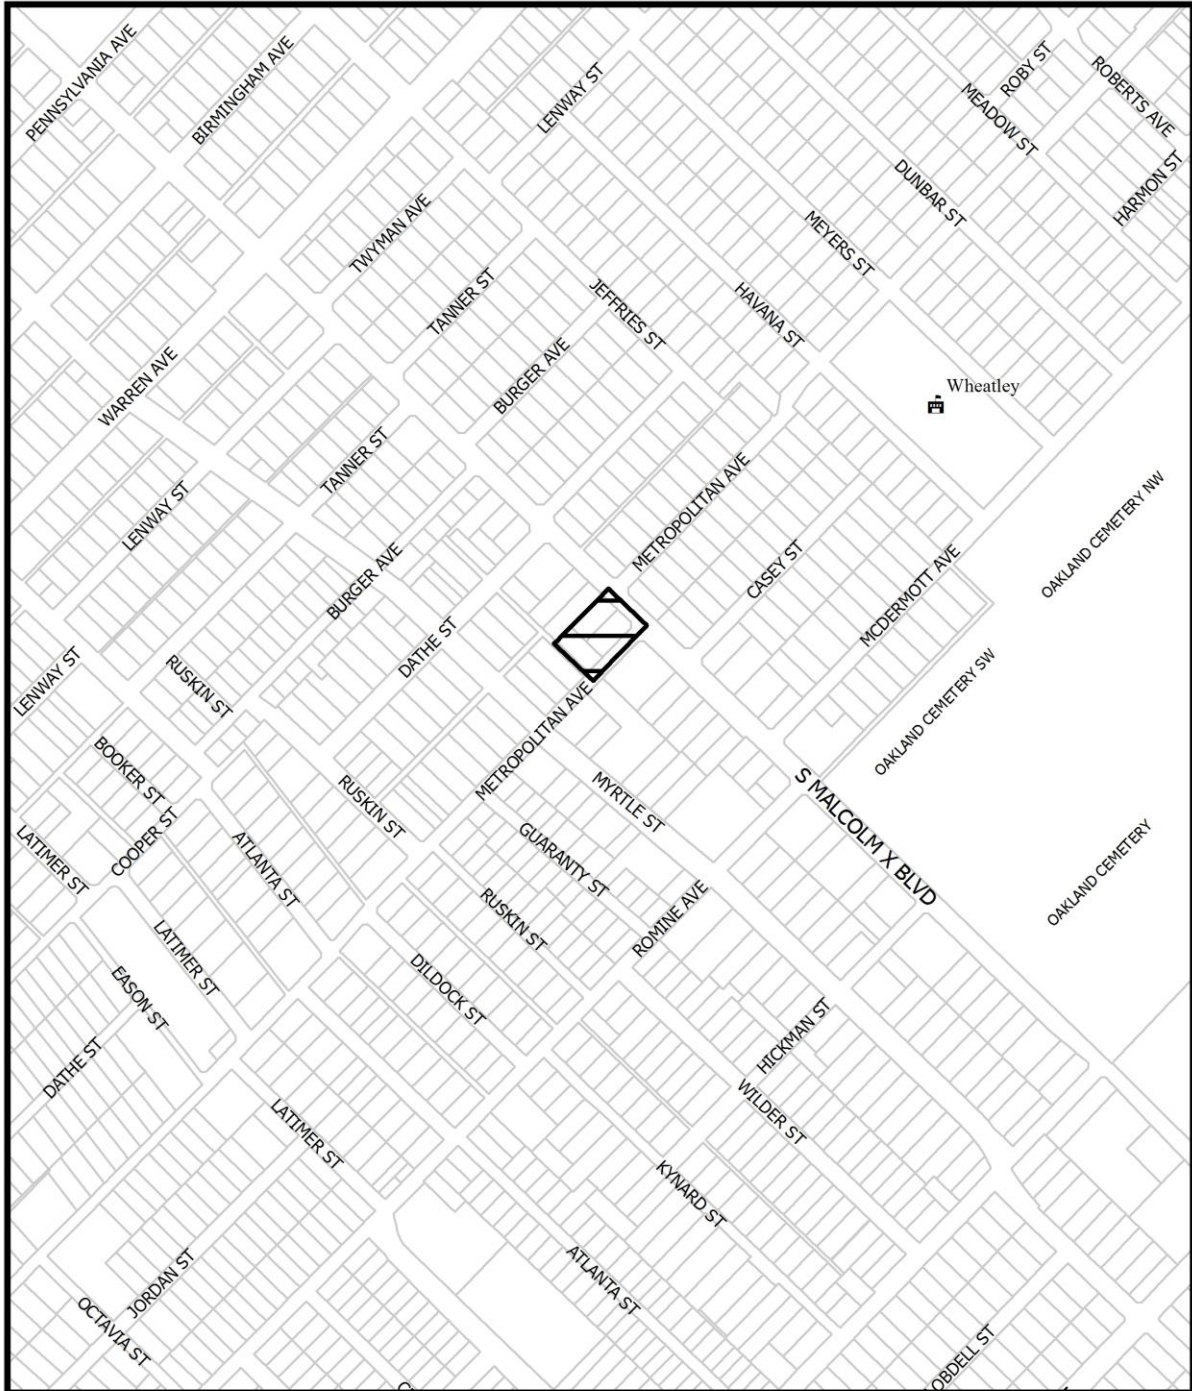 PENNSYLVANIA AVE
BIRMINGHAM AVE
LENWAY ST
ROBY ST
ROBERTS AVE
MEADOW ST
HARMON ST
DUNBAR ST
TWYMAN AVE
MEYERS ST
TANNER ST
JEFFRIES ST
HAVANA ST
WARREN AVE
BURGER AVE
Wheatley
TANNER ST
METROPOLITAN AVE
LENWAY ST
OAKLAND CEMETERY NW
CASEY ST
BURGER AVE
MCDERMOTT AVE
DATHE ST
LENWAY ST
RUSKIN ST
OAKLAND CEMETERY SW
METROPOLITAN AVE
BOOKER ST
RUSKIN ST
MYRTLE ST
S MALCOLM X BLVD
COOPER ST
LATIMER ST
ATLANTA ST
GUARANTY ST
OAKLAND CEMETERY
RUSKIN ST
ROMINE AVE
LATIMER ST
DILDOCK ST
EASON ST
HICKMAN ST
DATHE ST
WILDER ST
LATIMER ST
KYNARD ST
JORDAN ST
ATLANTA ST
OCTAVIA ST
OBDELL ST